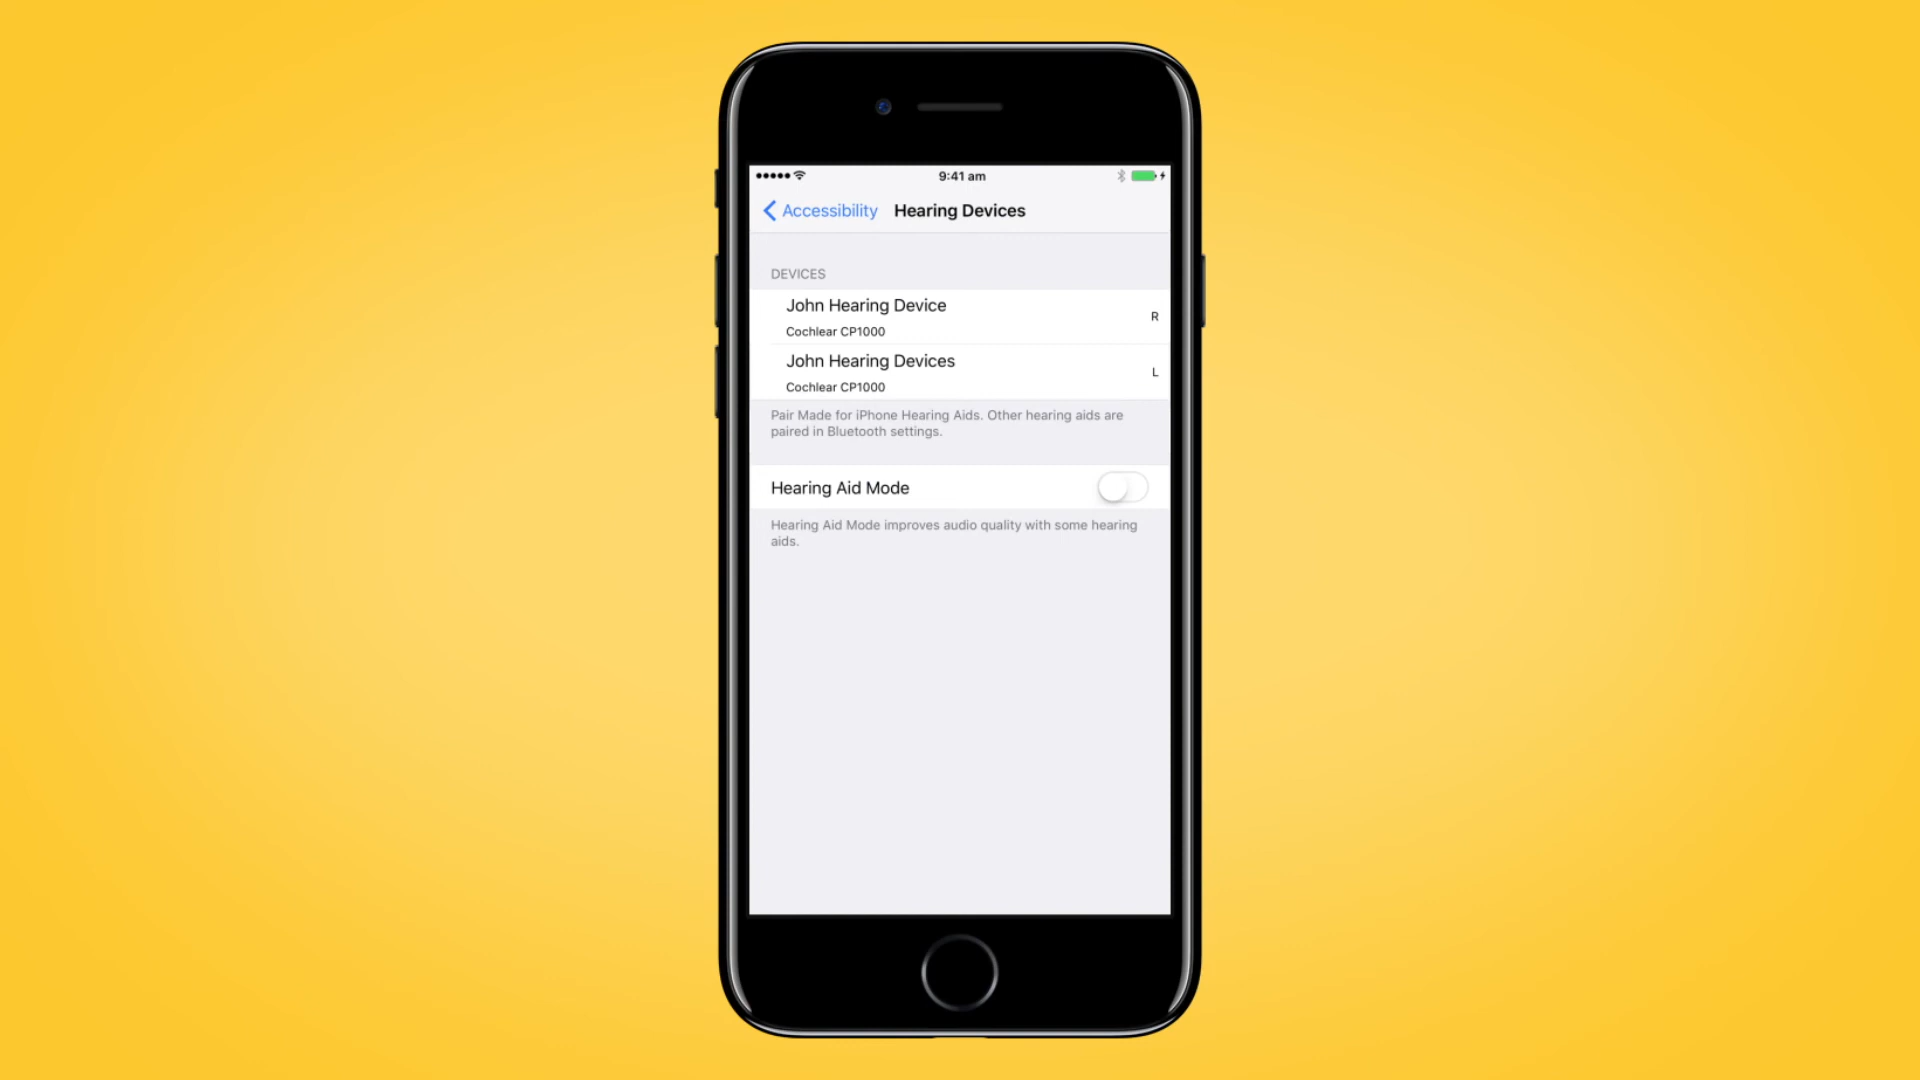 9:41 am
Accessibility Hearing Devices
DEVICES
John Hearing Device
Cochlear CP1000
R
John Hearing Devices
Cochlear CP1000
L
Pair Made for iPhone Hearing Aids. Other hearing aids are
paired in Bluetooth settings.
Hearing Aid Mode
Hearing Aid Mode improves audio quality with some hearing
aids.